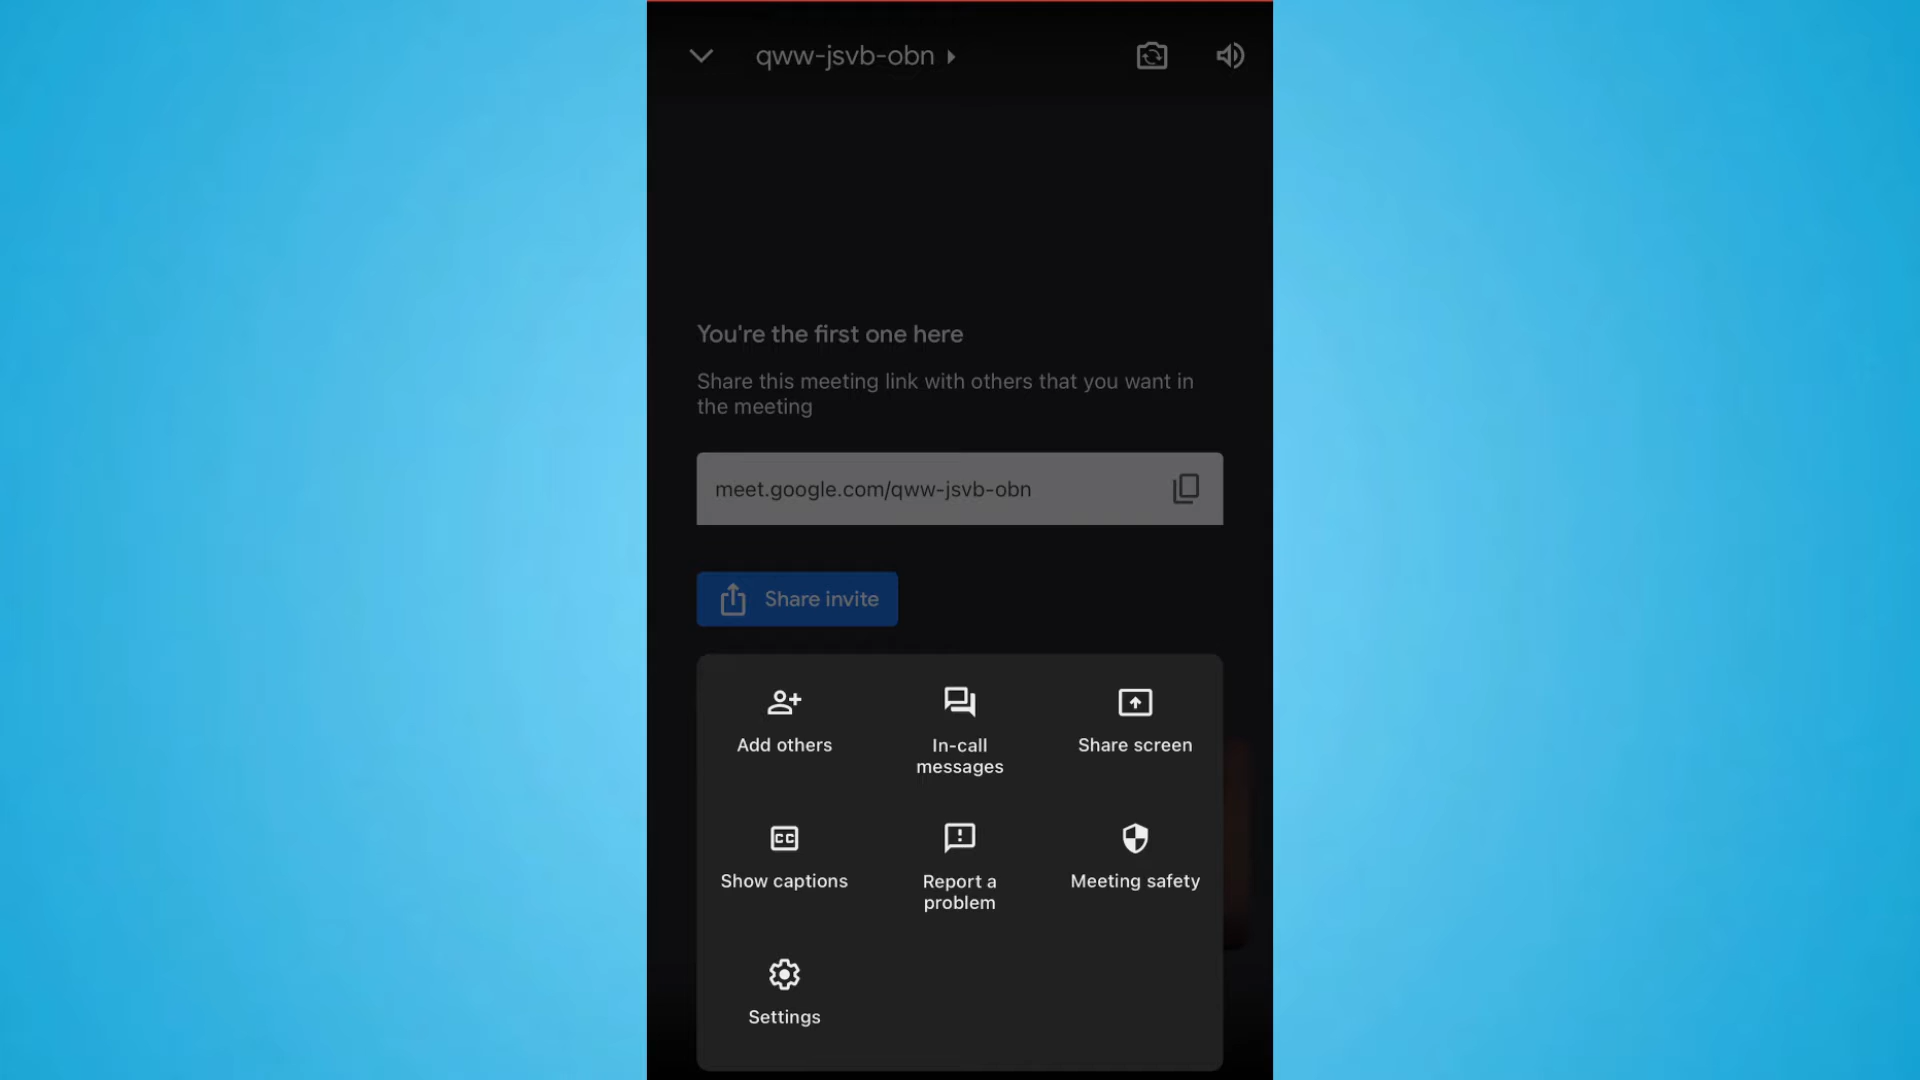 qww-jsvb-obn
You're the first one here
Share this meeting link with others that you want in
the meeting
meet.google.com/qww-jsvb-obn
Share invite
Add others
In-call
messages
Share screen
CC
Show captions
Report a
problem
Meeting safety
Settings